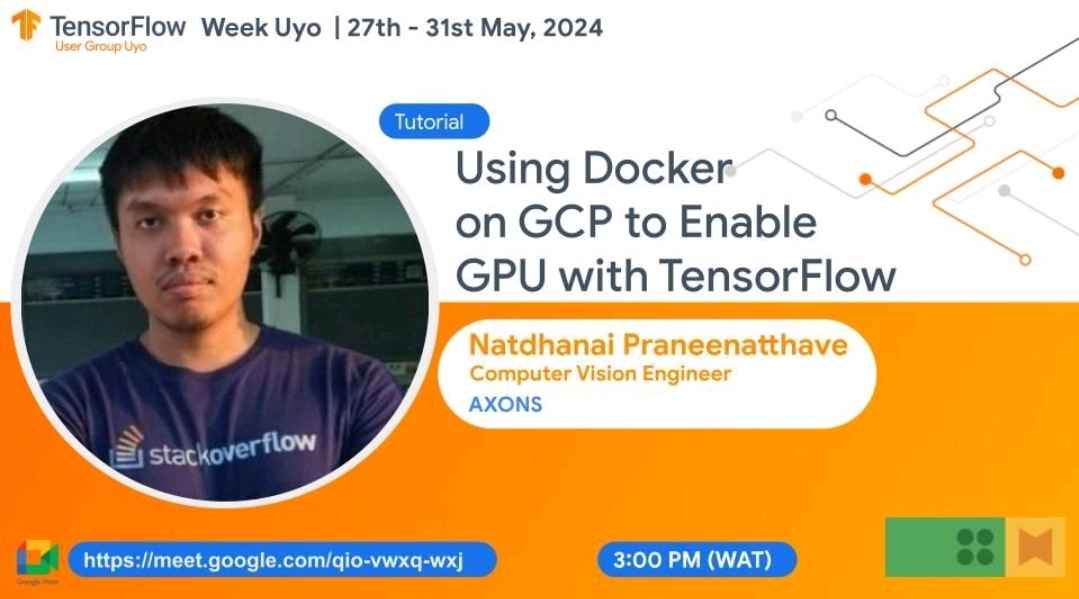 TensorFlow Week Uyo | 27th - 31st May, 2024
User Group Uyo
Tutorial
Using Docker
on GCP to Enable
GPU with TensorFlow
Natdhanai Praneenatthave
Computer Vision Engineer
AXONS
stackoverflow
Google Meet
https://meet.google.com/qio-vwxq-wxj
3:00 PM (WAT)